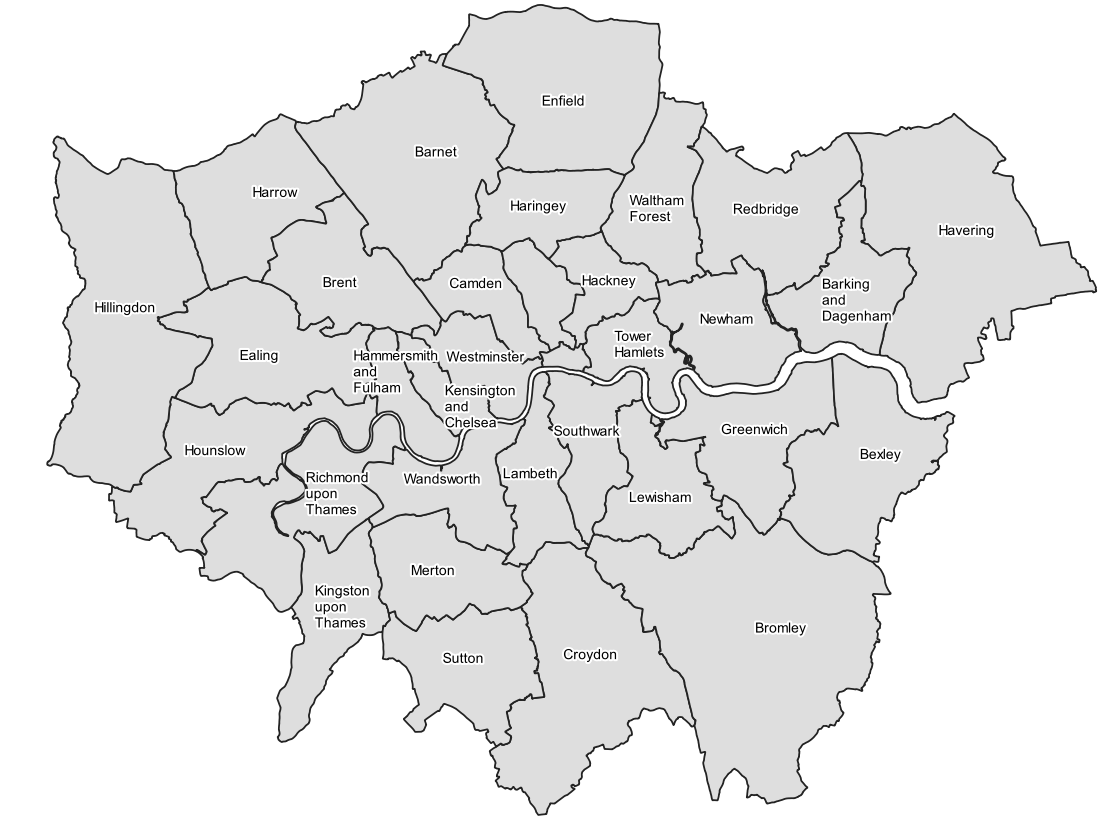 Enfield
Barnet
Harrow
Haringey
Waltham
Forest
Redbridge
Havering
Hillingdon
Brent
Camden
Hackney
Barking
and
Dagenham
Newham
Ealing
Hammersmith
and
Fulham
Westminster
Tower
Hamlets
Kensington
and
Chelsea
Hounslow
Southwark
Greenwich
Bexley
Richmond
upon
Thames
Wandsworth
Lambeth
Lewisham
Merton
Kingston
upon
Thames
Bromley
Sutton
Croydon